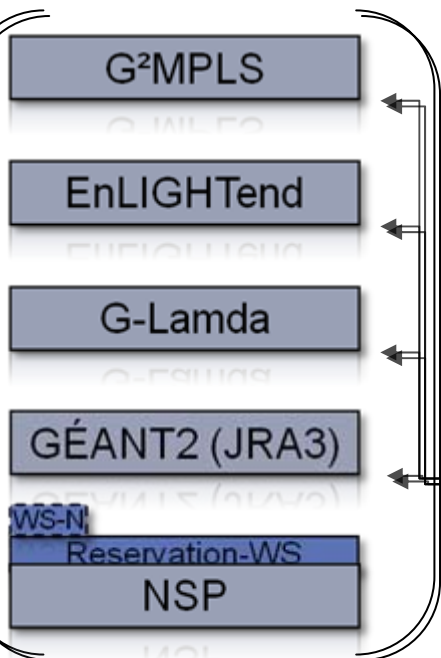 G²MPLS
EnLIGHTend
G-Lamda
GÉANT2 (JRA3)
WS-N
Reservation-WS
NSP